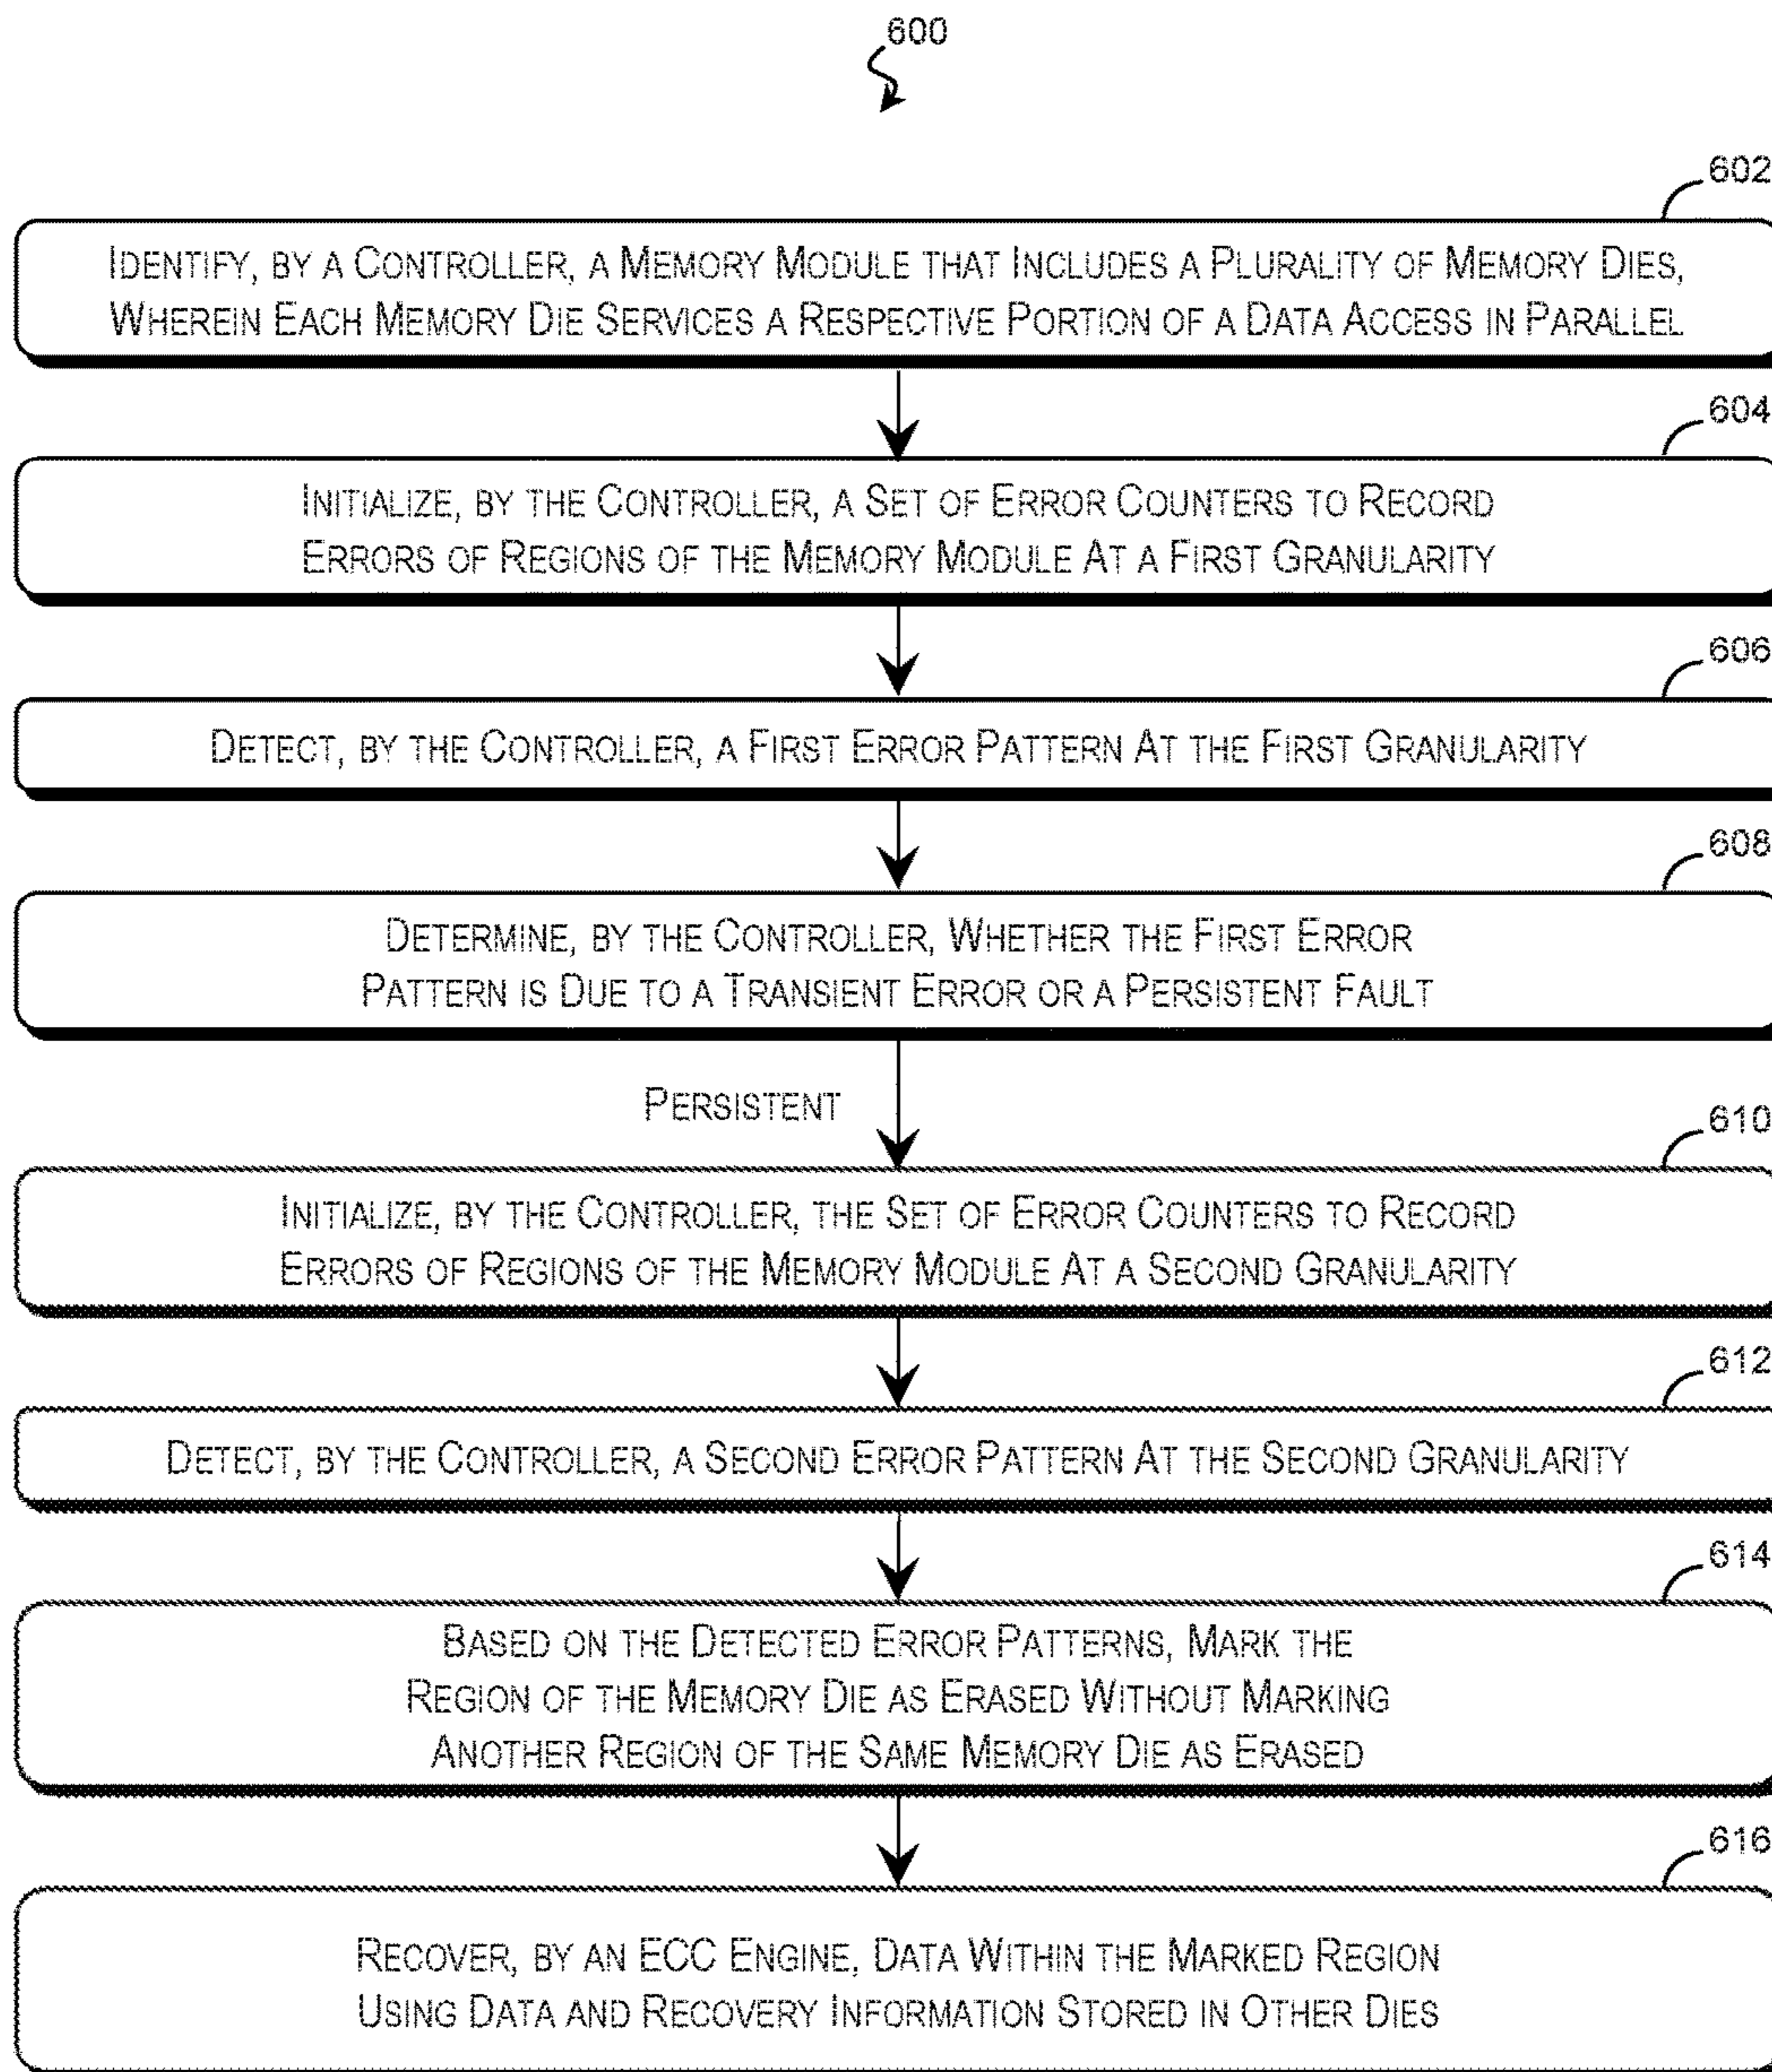 600
602
IDENTIFY, BY A CONTROLLER, A MEMORY MODULE THAT INCLUDES A PLURALITY OF MEMORY DIES,
WHEREIN EACH MEMORY DIE SERVICES A RESPECTIVE PORTION OF A DATA ACCESS IN PARALLEL
604
INITIALIZE, BY THE CONTROLLER, A SET OF ERROR COUNTERS TO RECORD
ERRORS OF REGIONS OF THE MEMORY MODULE AT A FIRST GRANULARITY
606
DETECT, BY THE CONTROLLER, A FIRST ERROR PATTERN AT THE FIRST GRANULARITY
608
DETERMINE, BY THE CONTROLLER, WHETHER THE FIRST ERROR
PATTERN IS DUE TO A TRANSIENT ERROR OR A PERSISTENT FAULT
PERSISTENT
610
INITIALIZE, BY THE CONTROLLER, THE SET OF ERROR COUNTERS TO RECORD
ERRORS OF REGIONS OF THE MEMORY MODULE AT A SECOND GRANULARITY
612
DETECT, BY THE CONTROLLER, A SECOND ERROR PATTERN AT THE SECOND GRANULARITY
614
BASED ON THE DETECTED ERROR PATTERNS, MARK THE
REGION OF THE MEMORY DIE AS ERASED WITHOUT MARKING
ANOTHER REGION OF THE SAME MEMORY DIE AS ERASED
616
RECOVER, BY AN ECC ENGINE, DATA WITHIN THE MARKED REGION
USING DATA AND RECOVERY INFORMATION STORED IN OTHER DIES